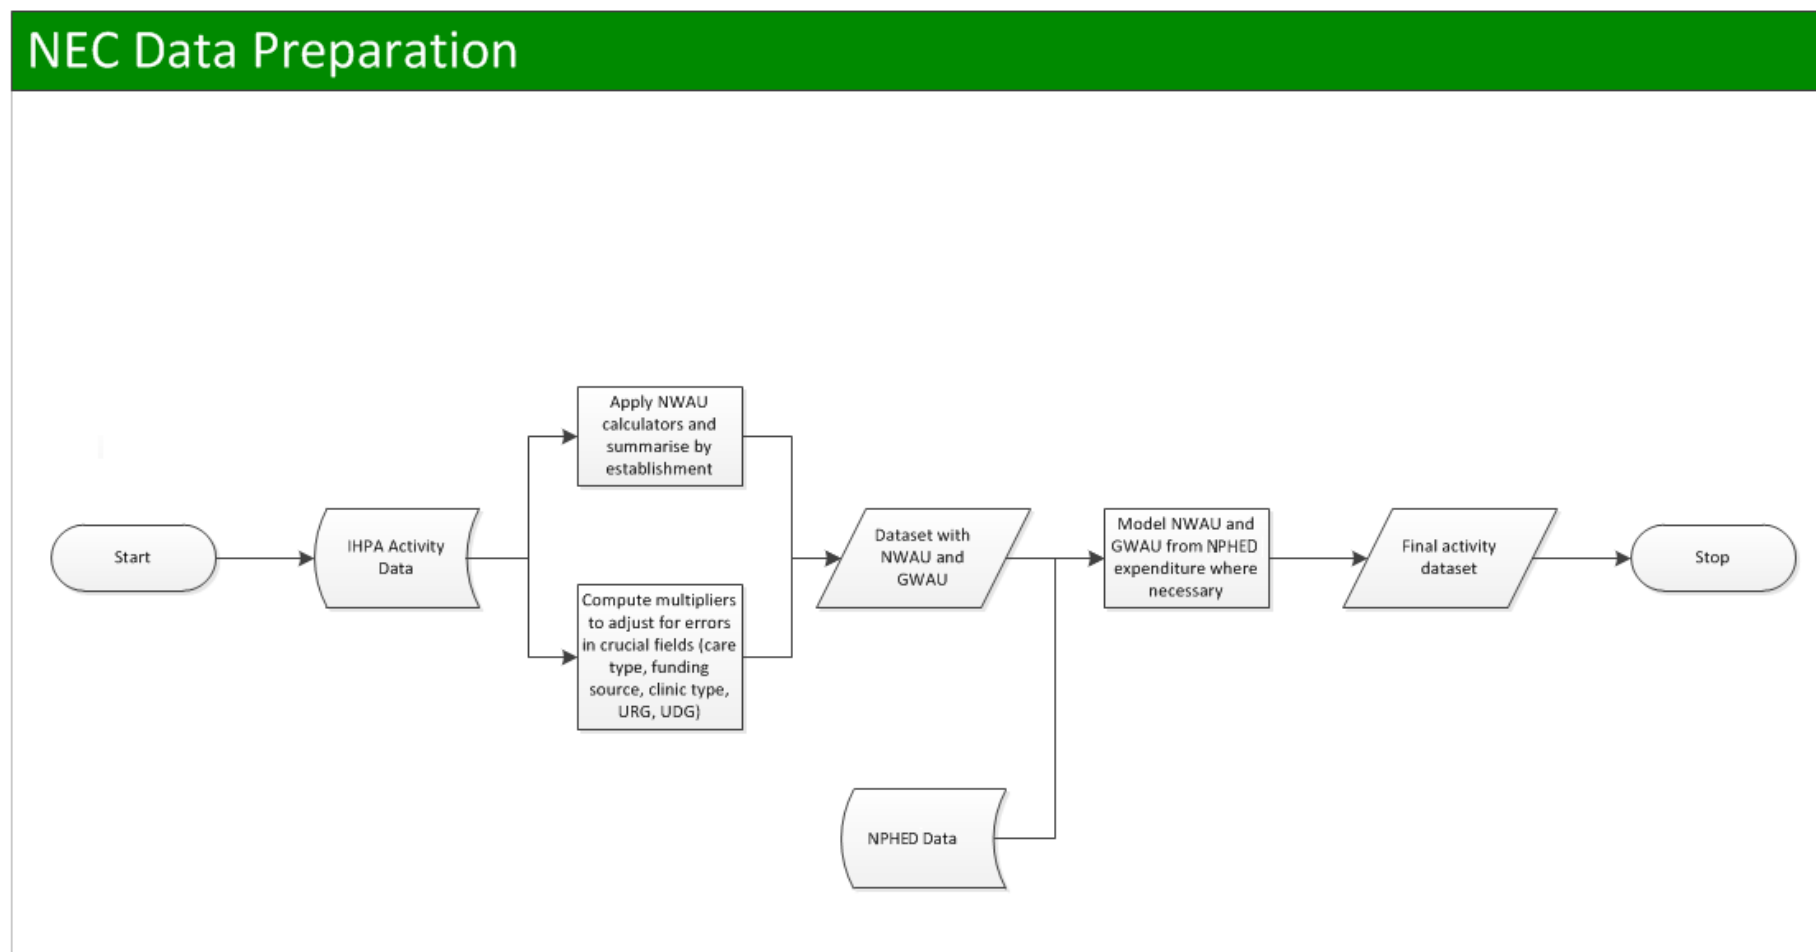 NEC Data Preparation
Start
IHPA Activity
Data
Apply NWAU
calculators and
summarise by
establishment
Compute multipliers
to adjust for errors
in crucial fields (care
type, funding
source, clinic type,
URG, UDG)
Dataset with
NWAU and
GWAU
NPHED Data
Model NWAU and
GWAU from NPHED
expenditure where
necessary
Final activity
dataset
Stop